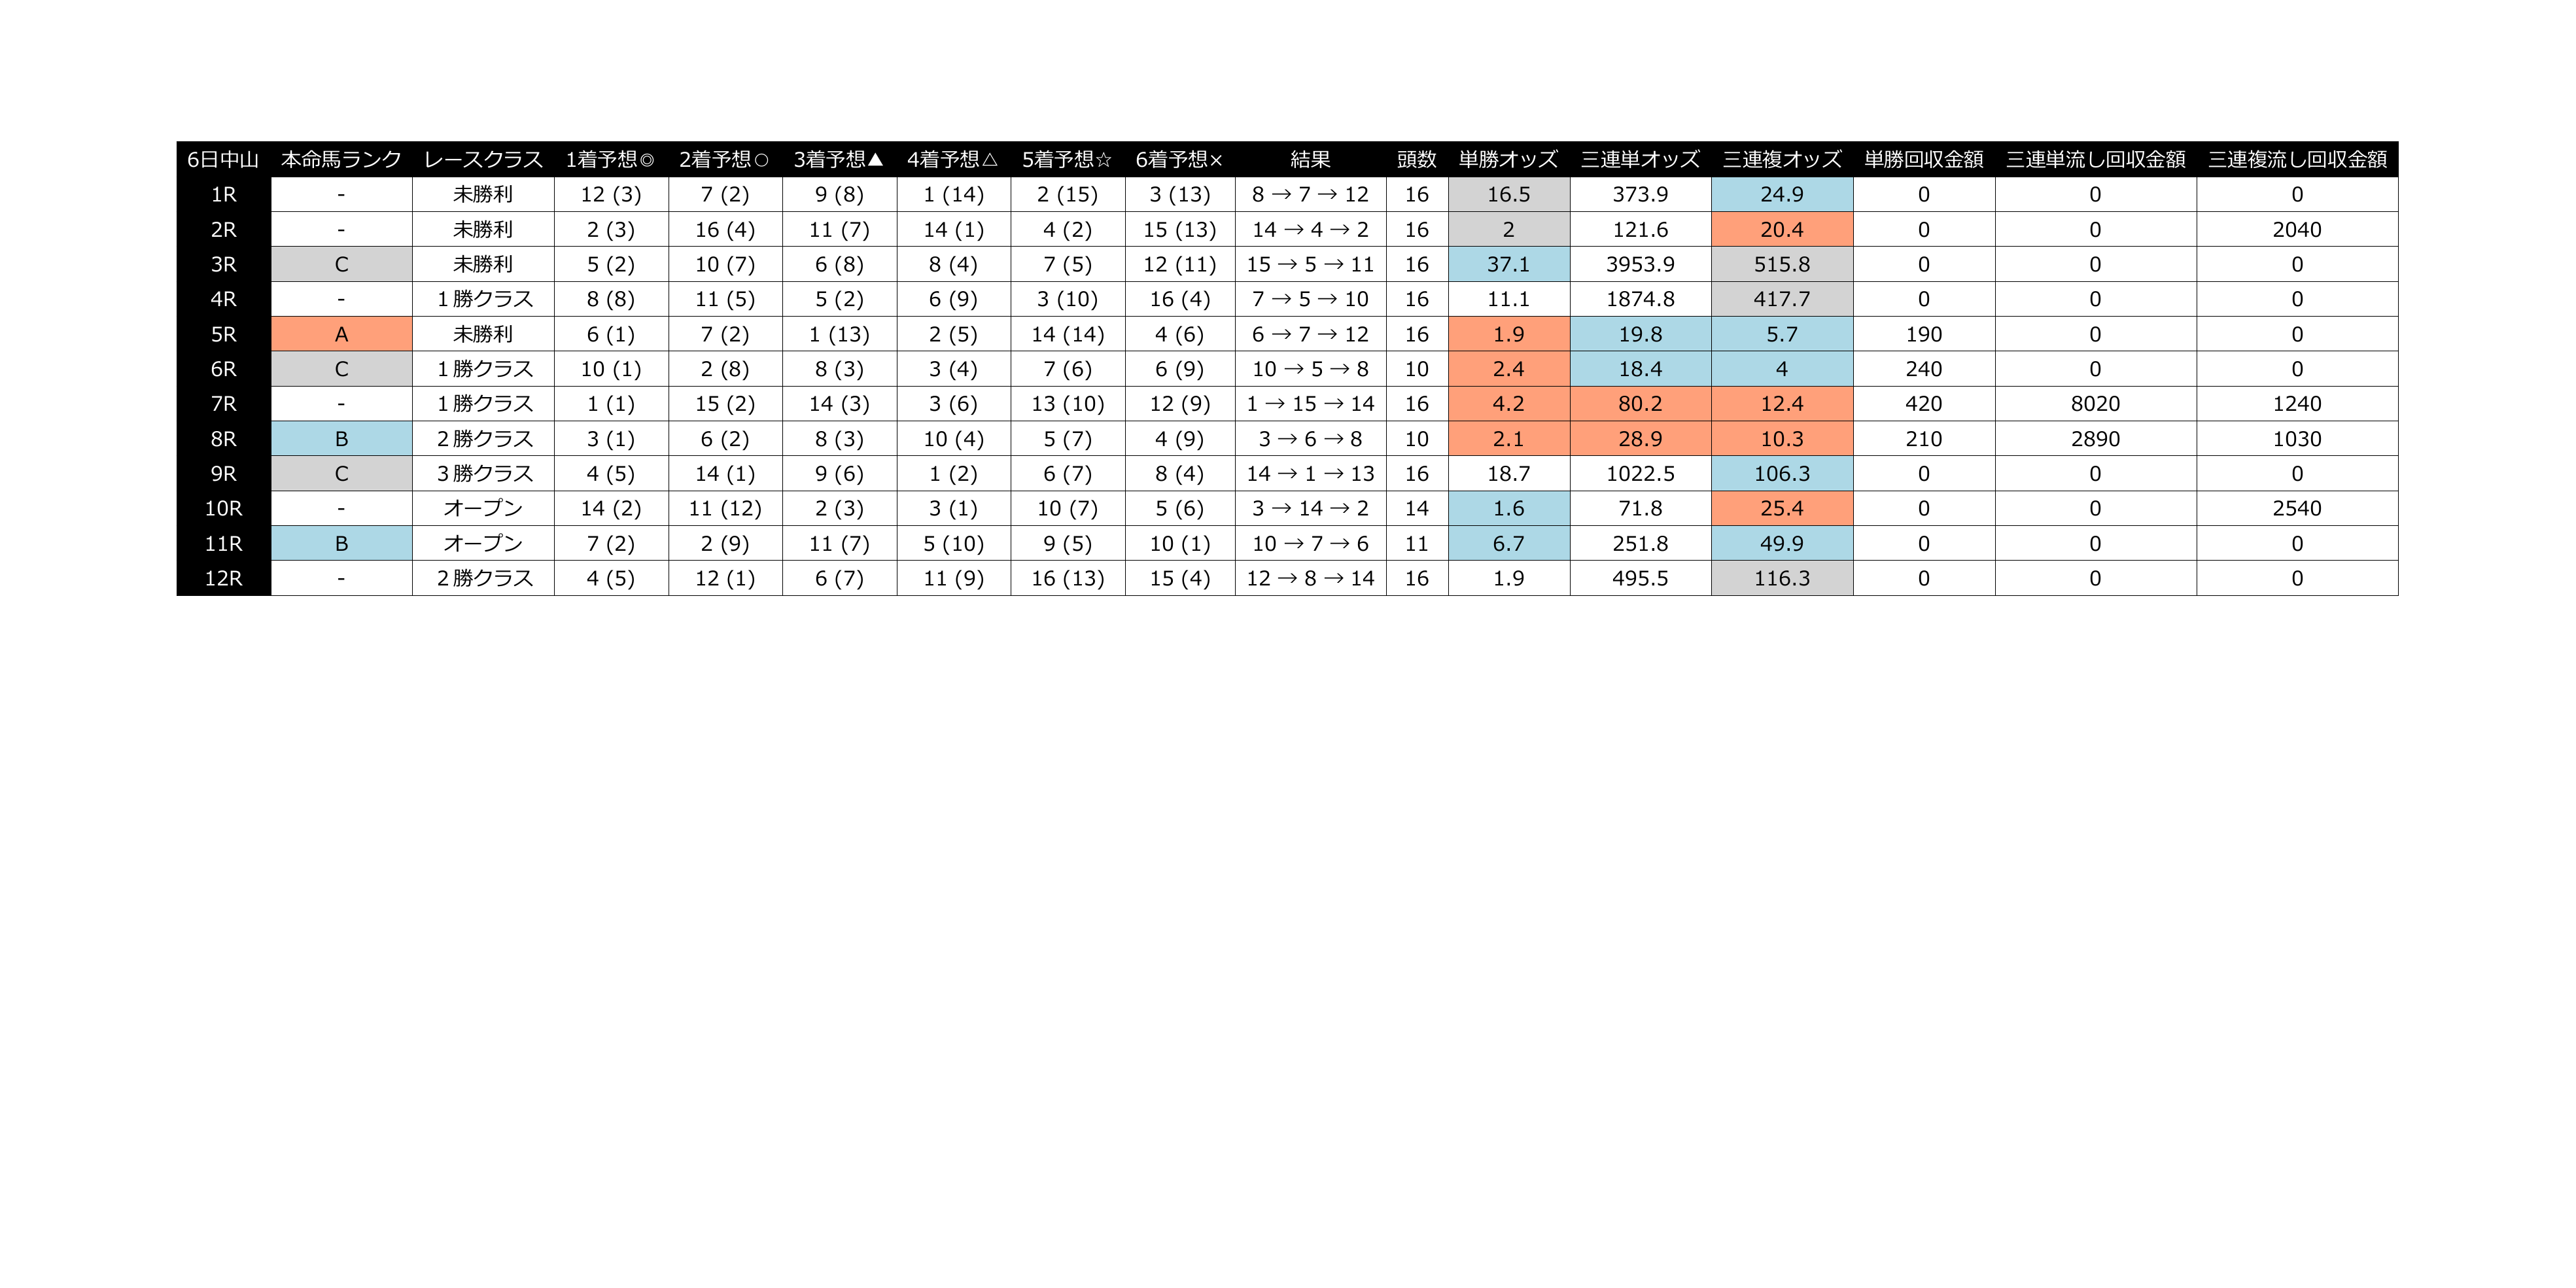 6日中山 本命馬ランク レースクラス 1着予想◎ 2着予想○ 3着予想▲ 4着予想△ 5着予想☆ 6着予想× 結果 頭数 単勝オッズ 三連単オッズ 三連複オッズ 単勝回収金額 三連単流し回収金額 三連複流し回収金額
1R - 未勝利 12 (3) 7 (2) 9 (8) 1 (14) 2 (15) 3 (13) 8 → 7 → 12 16 16.5 373.9 24.9 0 0 0
2R - 未勝利 2 (3) 16 (4) 11 (7) 14 (1) 4 (2) 15 (13) 14 → 4 → 2 16 2 121.6 20.4 0 0 2040
3R C 未勝利 5 (2) 10 (7) 6 (8) 8 (4) 7 (5) 12 (11) 15 → 5 → 11 16 37.1 3953.9 515.8 0 0 0
4R - 1勝クラス 8 (8) 11 (5) 5 (2) 6 (9) 3 (10) 16 (4) 7 → 5 → 10 16 11.1 1874.8 417.7 0 0 0
5R A 未勝利 6 (1) 7 (2) 1 (13) 2 (5) 14 (14) 4 (6) 6 → 7 → 12 16 1.9 19.8 5.7 190 0 0
6R C 1勝クラス 10 (1) 2 (8) 8 (3) 3 (4) 7 (6) 6 (9) 10 → 5 → 8 10 2.4 18.4 4 240 0 0
7R - 1勝クラス 1 (1) 15 (2) 14 (3) 3 (6) 13 (10) 12 (9) 1 → 15 → 14 16 4.2 80.2 12.4 420 8020 1240
8R B 2勝クラス 3 (1) 6 (2) 8 (3) 10 (4) 5 (7) 4 (9) 3 → 6 → 8 10 2.1 28.9 10.3 210 2890 1030
9R C 3勝クラス 4 (5) 14 (1) 9 (6) 1 (2) 6 (7) 8 (4) 14 → 1 → 13 16 18.7 1022.5 106.3 0 0 0
10R - オープン 14 (2) 11 (12) 2 (3) 3 (1) 10 (7) 5 (6) 3 → 14 → 2 14 1.6 71.8 25.4 0 0 2540
11R B オープン 7 (2) 2 (9) 11 (7) 5 (10) 9 (5) 10 (1) 10 → 7 → 6 11 6.7 251.8 49.9 0 0 0
12R - 2勝クラス 4 (5) 12 (1) 6 (7) 11 (9) 16 (13) 15 (4) 12 → 8 → 14 16 1.9 495.5 116.3 0 0 0